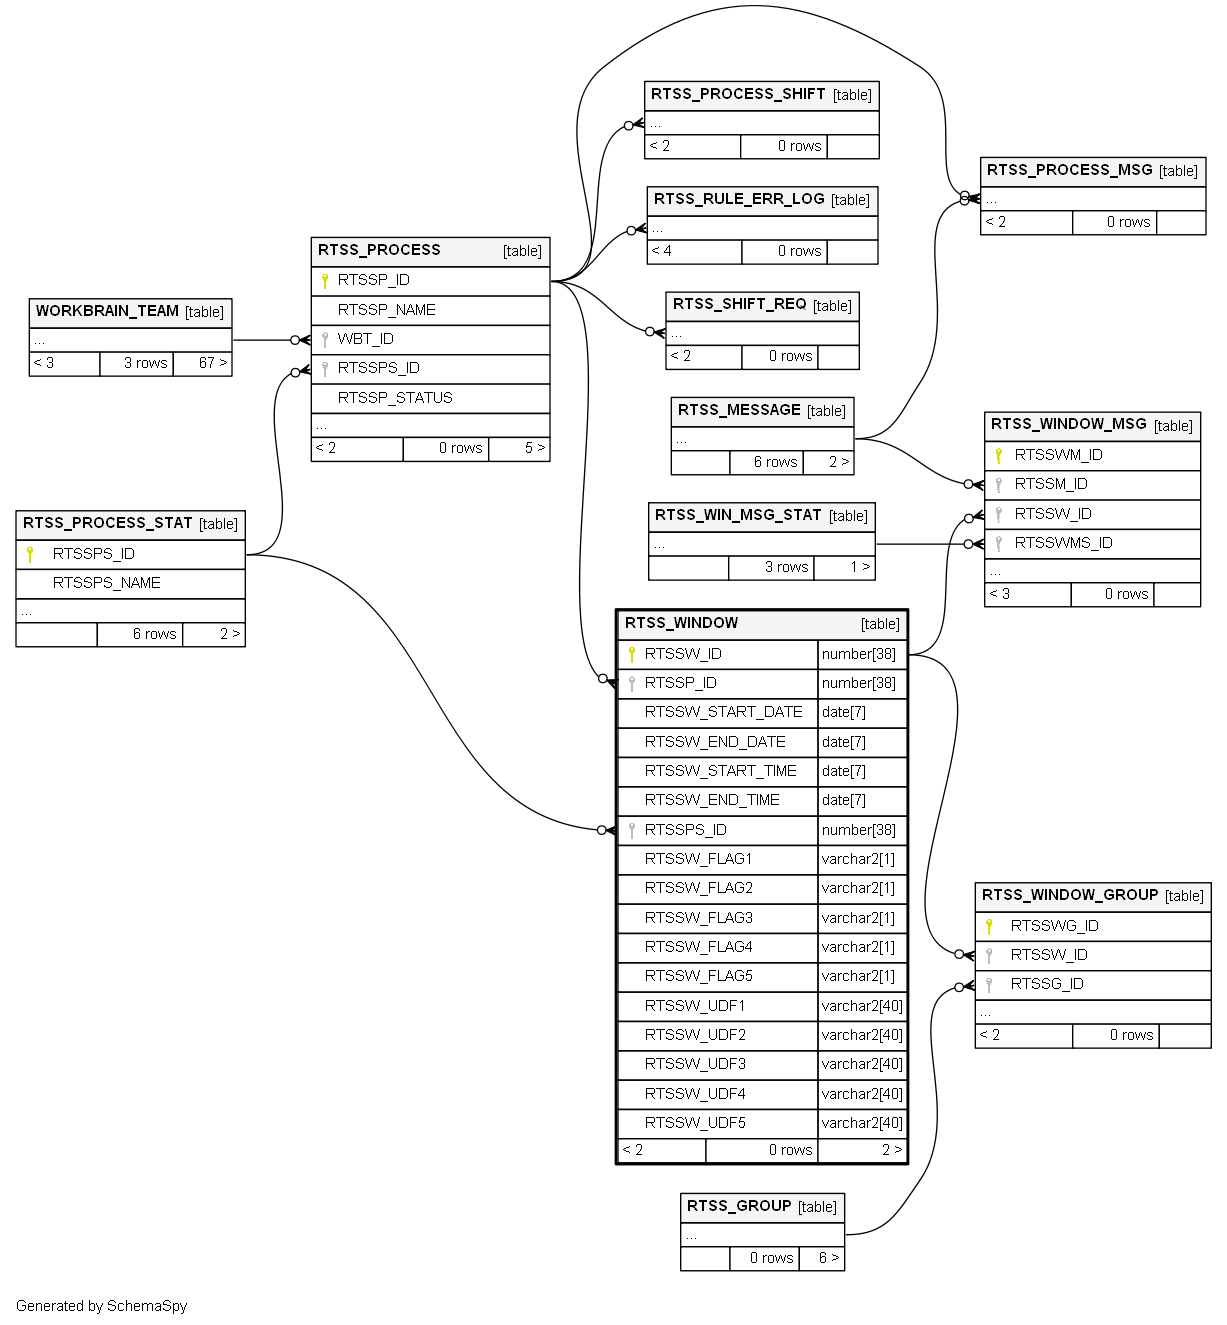 RTSS_PROCESS_SHIFT [table]
...
< 2 0 rows
RTSS_PROCESS_MSG [table]
...
< 2 0 rows
RTSS_RULE_ERR_LOG [table]
...
< 4 0 rows
RTSS_PROCESS [table]
RTSSP_ID
RTSSP_NAME
WBT_ID
RTSSPS_ID
RTSSP_STATUS
...
< 2 0 rows 5 >
WORKBRAIN_TEAM [table]
...
< 3 3 rows 67 >
RTSS_SHIFT_REQ [table]
...
< 2 0 rows
RTSS_MESSAGE [table]
...
6 rows 2 >
RTSS_WINDOW_MSG [table]
RTSSWM_ID
RTSSM_ID
RTSSW_ID
RTSSWMS_ID
...
< 3 0 rows
RTSS_WIN_MSG_STAT [table]
...
3 rows 1 >
RTSS_PROCESS_STAT [table]
RTSSPS_ID
RTSSPS_NAME
...
6 rows 2 >
RTSS_WINDOW [table]
RTSSW_ID number[38]
RTSSP_ID number[38]
RTSSW_START_DATE date[7]
RTSSW_END_DATE date[7]
RTSSW_START_TIME date[7]
RTSSW_END_TIME date[7]
RTSSPS_ID number[38]
RTSSW_FLAG1 varchar2[1]
RTSSW_FLAG2 varchar2[1]
RTSSW_FLAG3 varchar2[1]
RTSSW_FLAG4 varchar2[1]
RTSSW_FLAG5 varchar2[1]
RTSSW_UDF1 varchar2[40]
RTSSW_UDF2 varchar2[40]
RTSSW_UDF3 varchar2[40]
RTSSW_UDF4 varchar2[40]
RTSSW_UDF5 varchar2[40]
< 2 0 rows 2 >
RTSS_WINDOW_GROUP [table]
RTSSWG_ID
RTSSW_ID
RTSSG_ID
...
< 2 0 rows
RTSS_GROUP [table]
...
0 rows 6 >
Generated by SchemaSpy